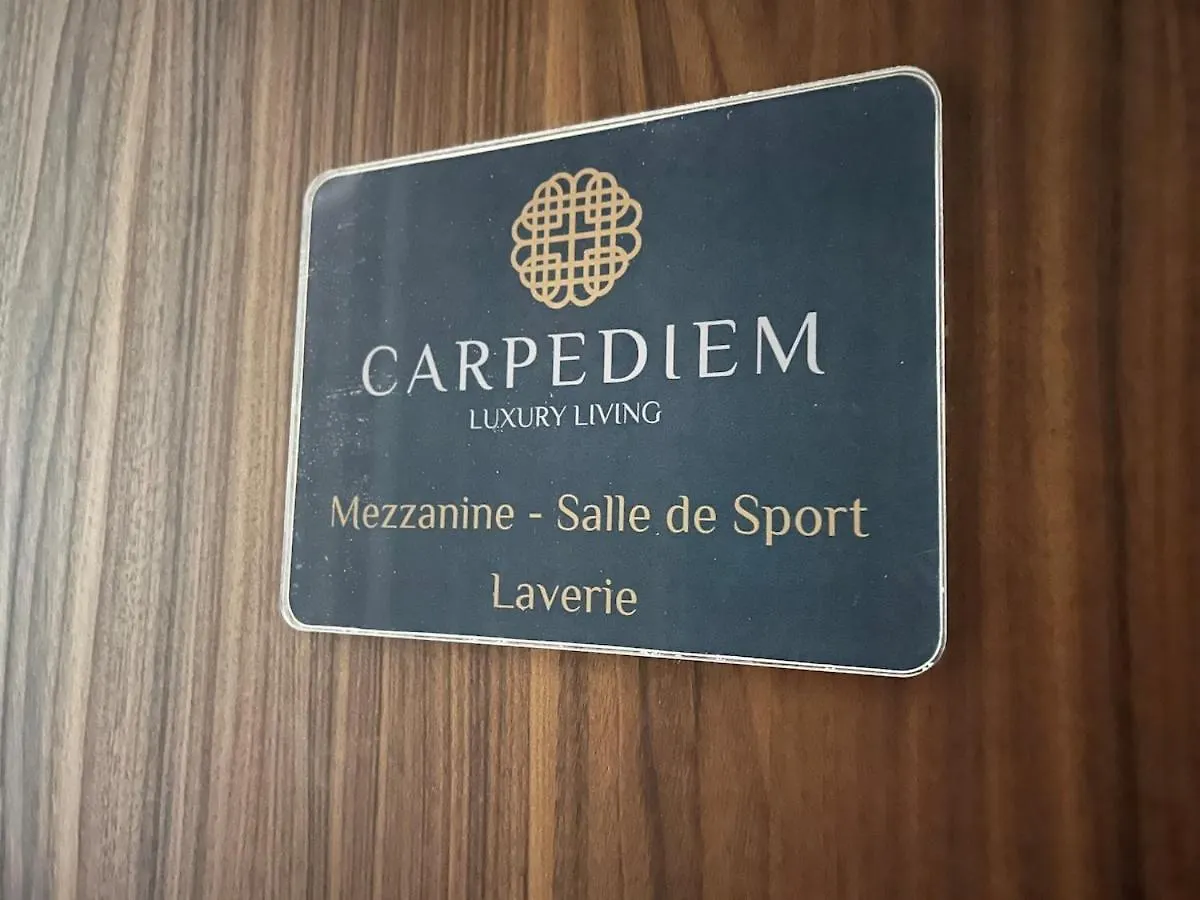 CARPEDIEM
LUXURY LIVING
Mezzanine - Salle de Sport
Laverie